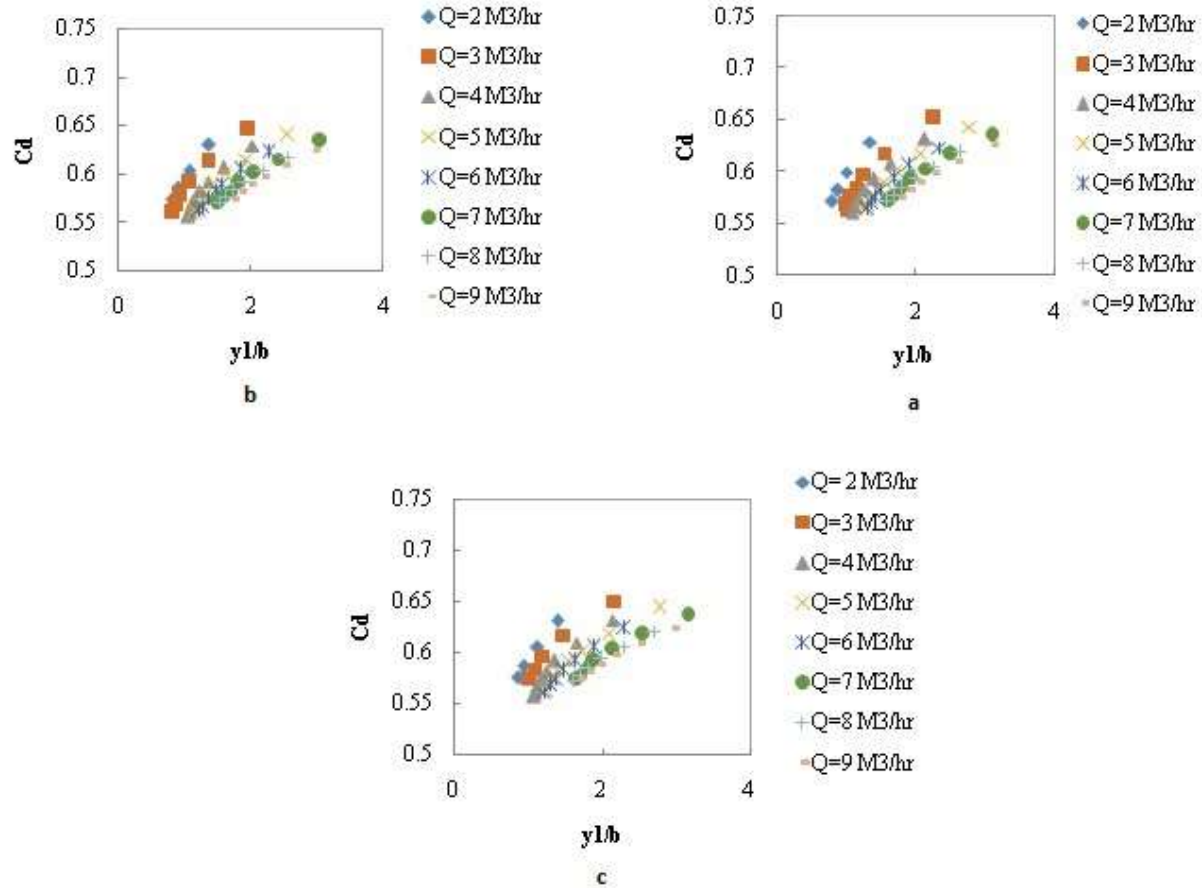 0.75
0.7
0.65
0.6
0.55
0.5
Cd
0
2
4
y1/b
b
Q=2 M3/hr
Q=3 M3/hr
Q=4 M3/hr
Q=5 M3/hr
Q=6 M3/hr
Q=7 M3/hr
Q=8 M3/hr
Q=9 M3/hr
0.75
0.7
0.65
0.6
0.55
0.5
Cd
0
2
4
y1/b
a
Q=2 M3/hr
Q=3 M3/hr
Q=4 M3/hr
Q=5 M3/hr
Q=6 M3/hr
Q=7 M3/hr
Q=8 M3/hr
Q=9 M3/hr
0.75
0.7
0.65
0.6
0.55
0.5
Cd
0
2
4
y1/b
c
Q= 2 M3/hr
Q=3 M3/hr
Q=4 M3/hr
Q=5 M3/hr
Q=6 M3/hr
Q=7 M3/hr
Q=8 M3/hr
Q=9 M3/hr